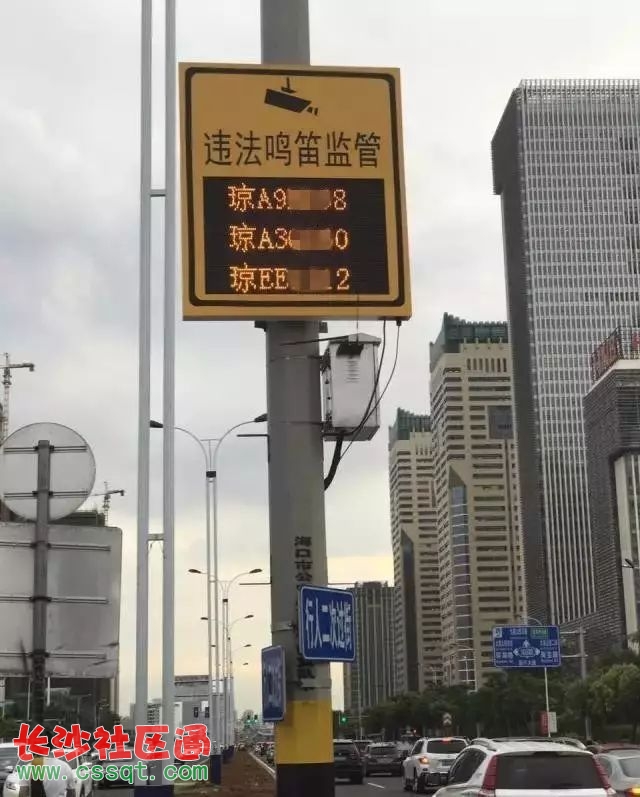 违法鸣笛监管
琼A9 8
琼A3 0
琼EE 2
海口市公
行人二次过街
长沙社区通
www.cssqt.com